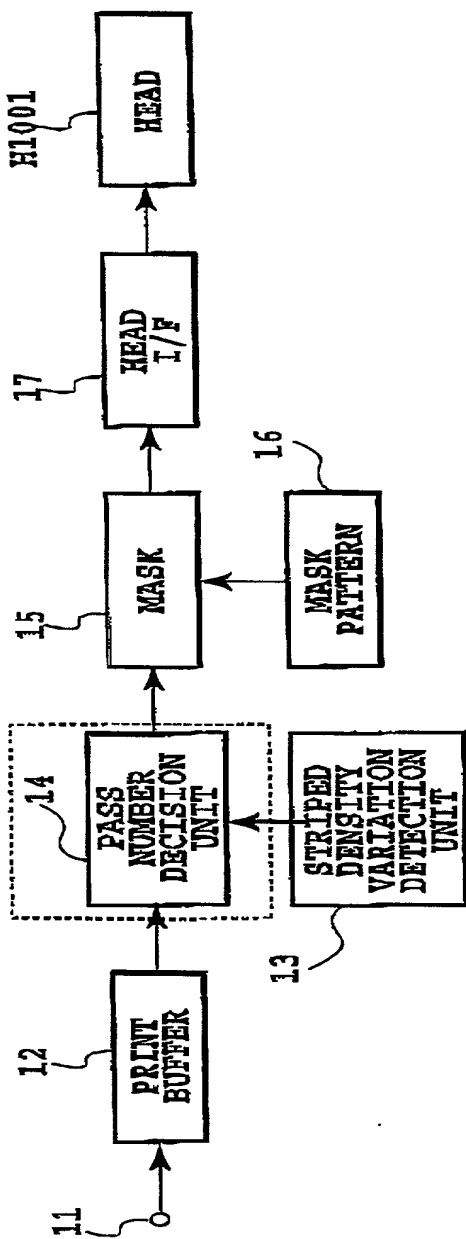 11
12
PRINT
BUFFER
14
PASS
NUMBER
DECISION
UNIT
13
STRIPED
DENSITY
VARIATION
DETECTION
UNIT
15
MASK
16
MASK
PATTERN
17
HEAD
I/F
H1001
HEAD